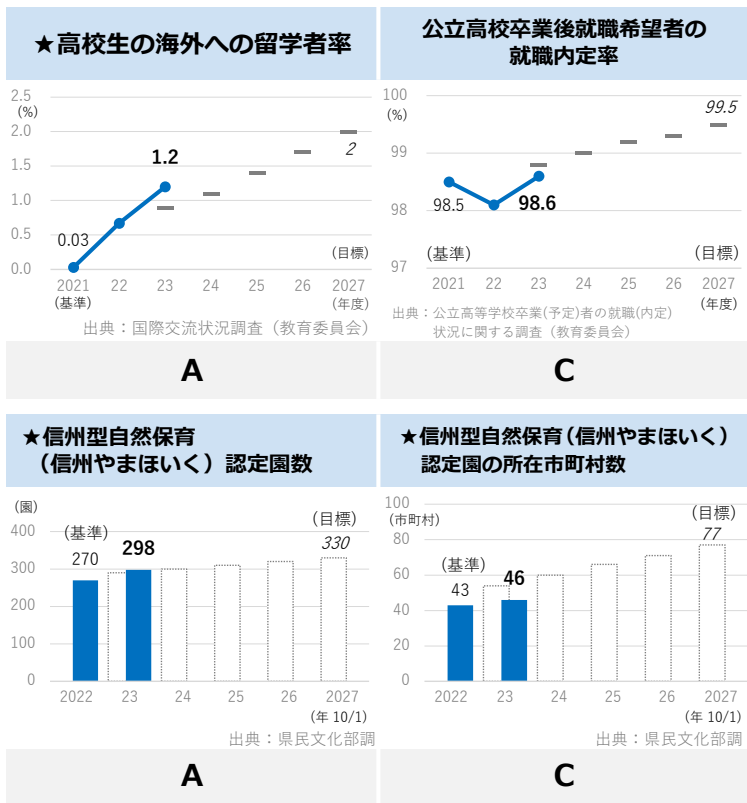 ★高校生の海外への留学者率
2.5
(%)
2.0
1.5
1.0
0.5
0.0
0.03
1.2
2
(目標)
2021 22 23 24 25 26 2027
(基準)
(年度)
出典：国際交流状況調査（教育委員会）
A
公立高校卒業後就職希望者の
就職内定率
100
(%)
99
98
97
98.5
98.6
99.5
(基準)
(目標)
2021 22 23 24 25 26 2027
(年度)
出典：公立高等学校卒業(予定)者の就職(内定)
状況に関する調査（教育委員会）
C
★信州型自然保育
（信州やまほいく）認定園数
(園)
400
300
200
100
0
(基準)
270
298
(目標)
330
2022 23 24 25 26 2027
(年 10/1)
出典：県民文化部調
A
★信州型自然保育（信州やまほいく）
認定園の所在市町村数
100
(市町村)
80
60
40
20
0
(基準)
43
46
(目標)
77
2022 23 24 25 26 2027
(年 10/1)
出典：県民文化部調
C